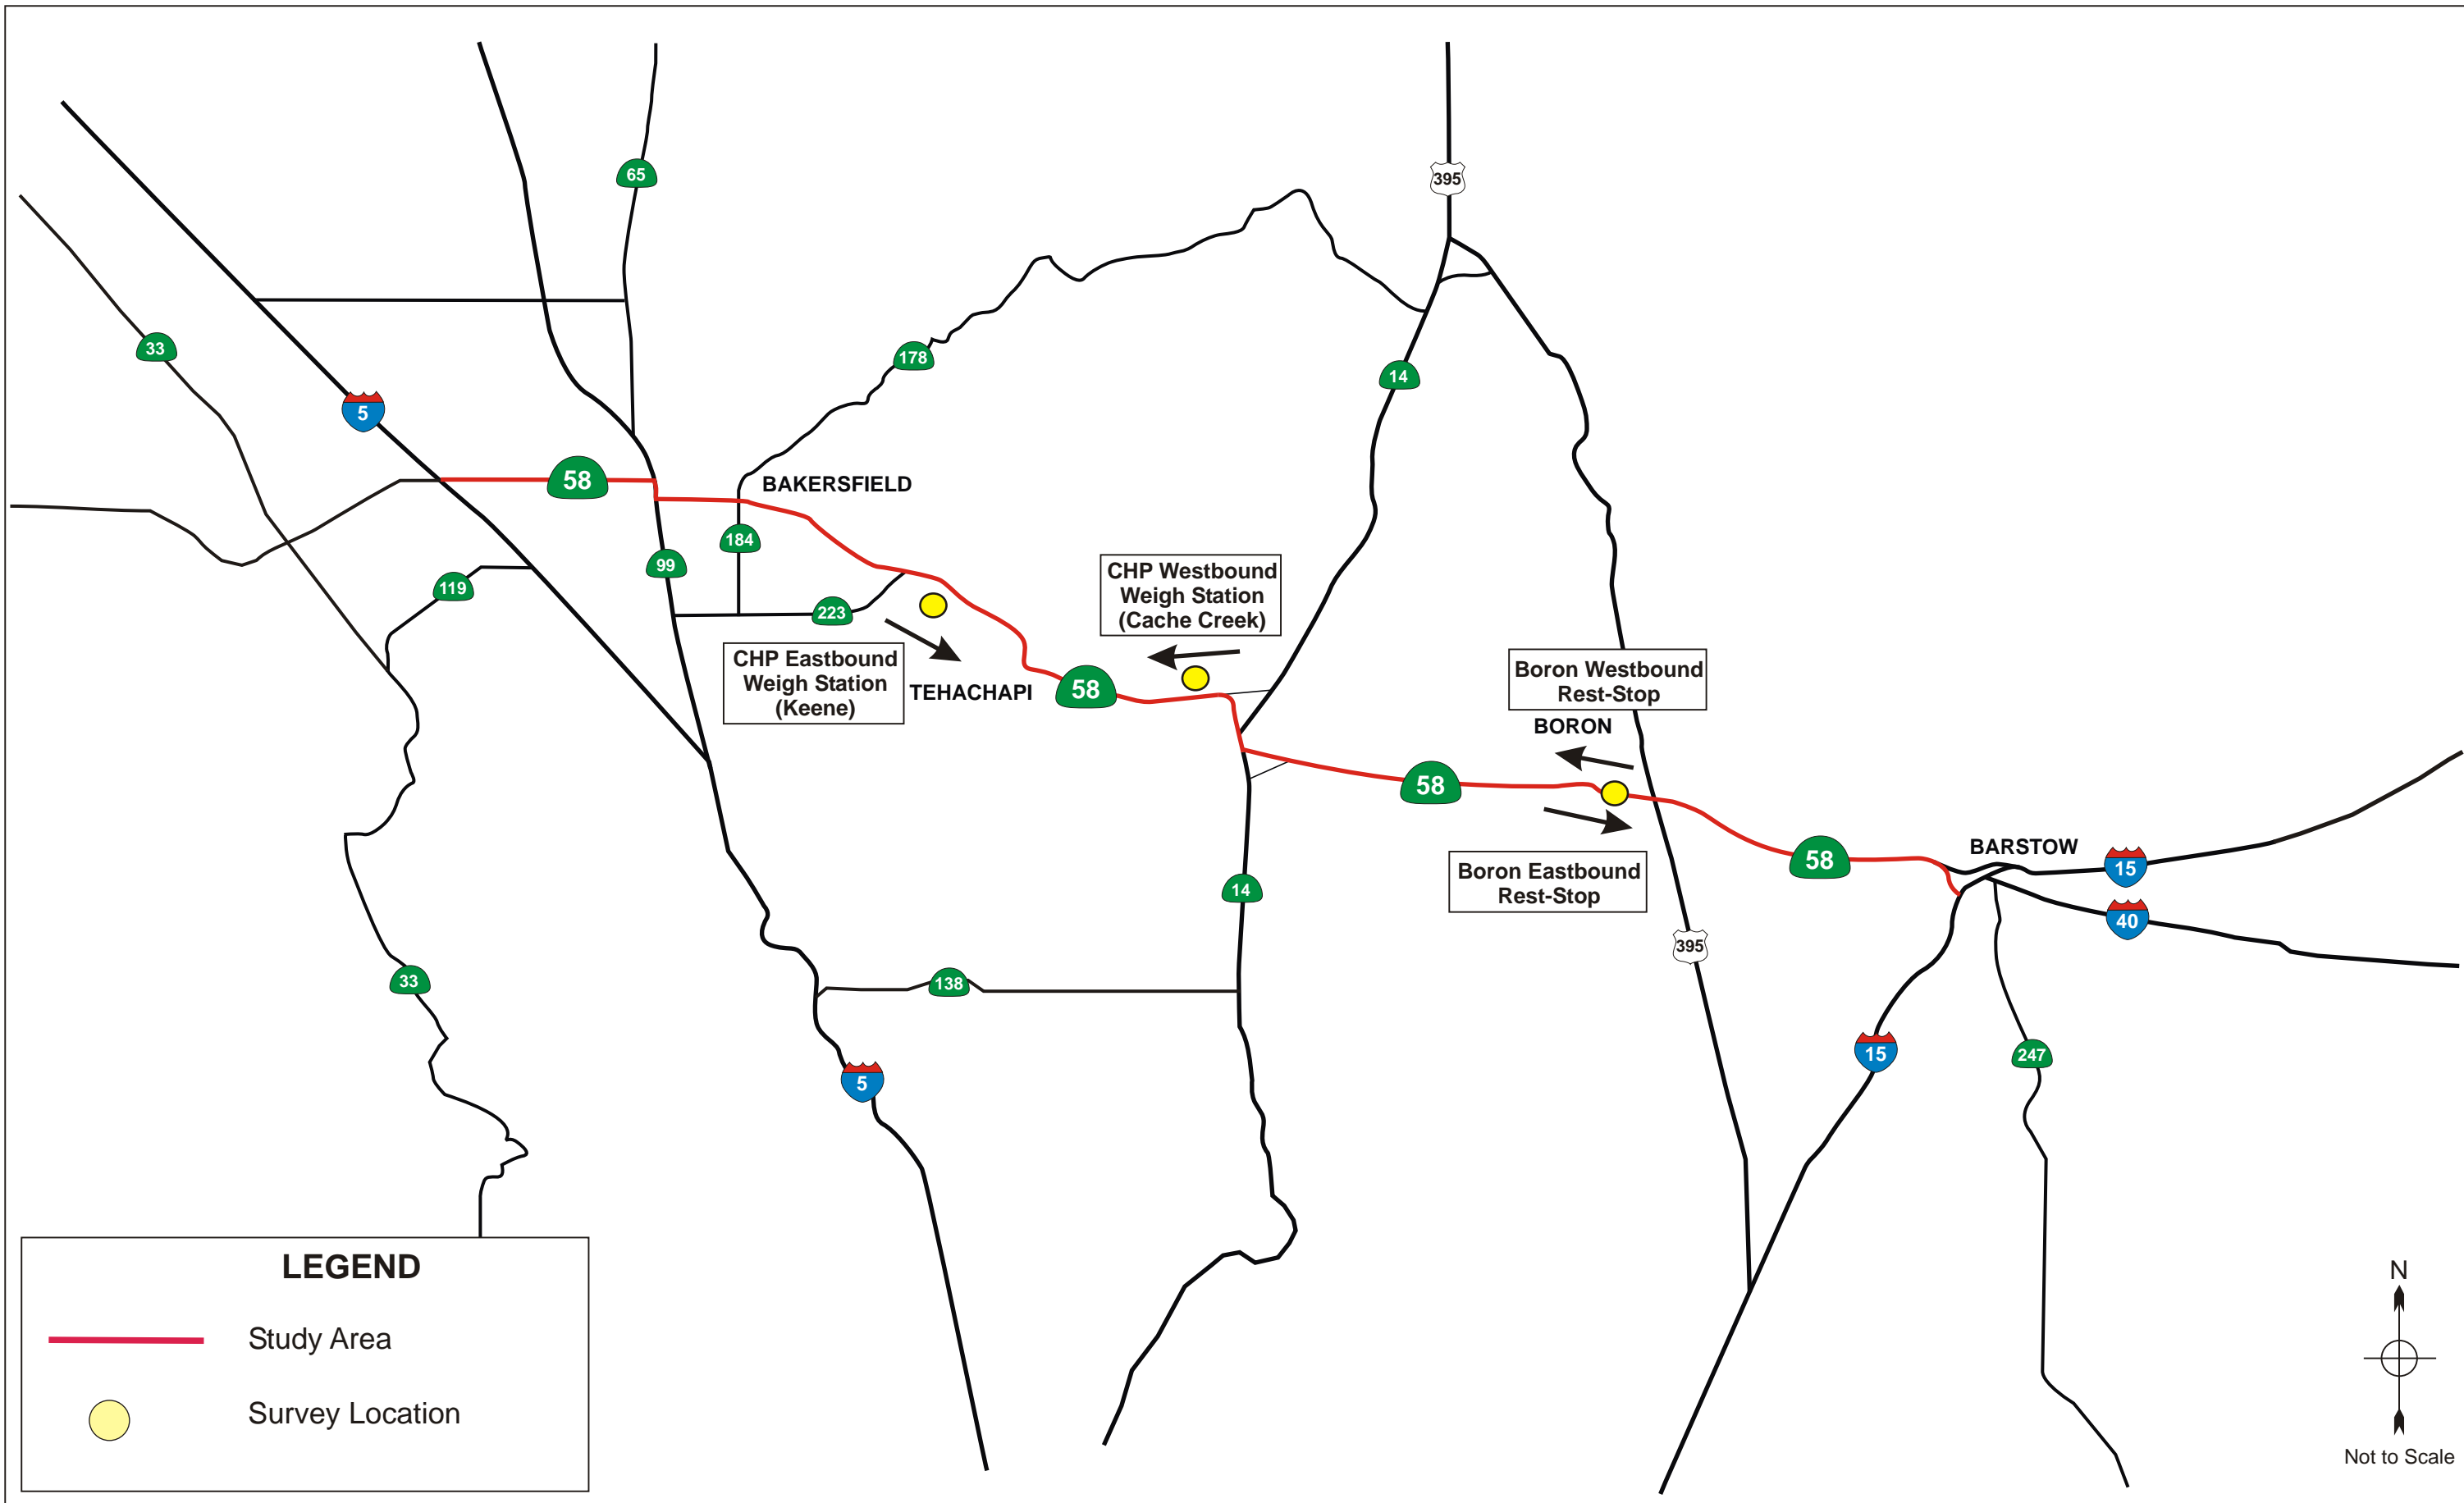 395
65
33
178
14
5
58
BAKERSFIELD
184
99
119
223
CHP Westbound
Weigh Station
(Cache Creek)
CHP Eastbound
Weigh Station
(Keene)
TEHACHAPI
58
Boron Westbound
Rest-Stop
BORON
58
Boron Eastbound
Rest-Stop
58
BARSTOW
15
40
14
395
33
138
5
15
247
LEGEND
Study Area
Survey Location
N
Not to Scale